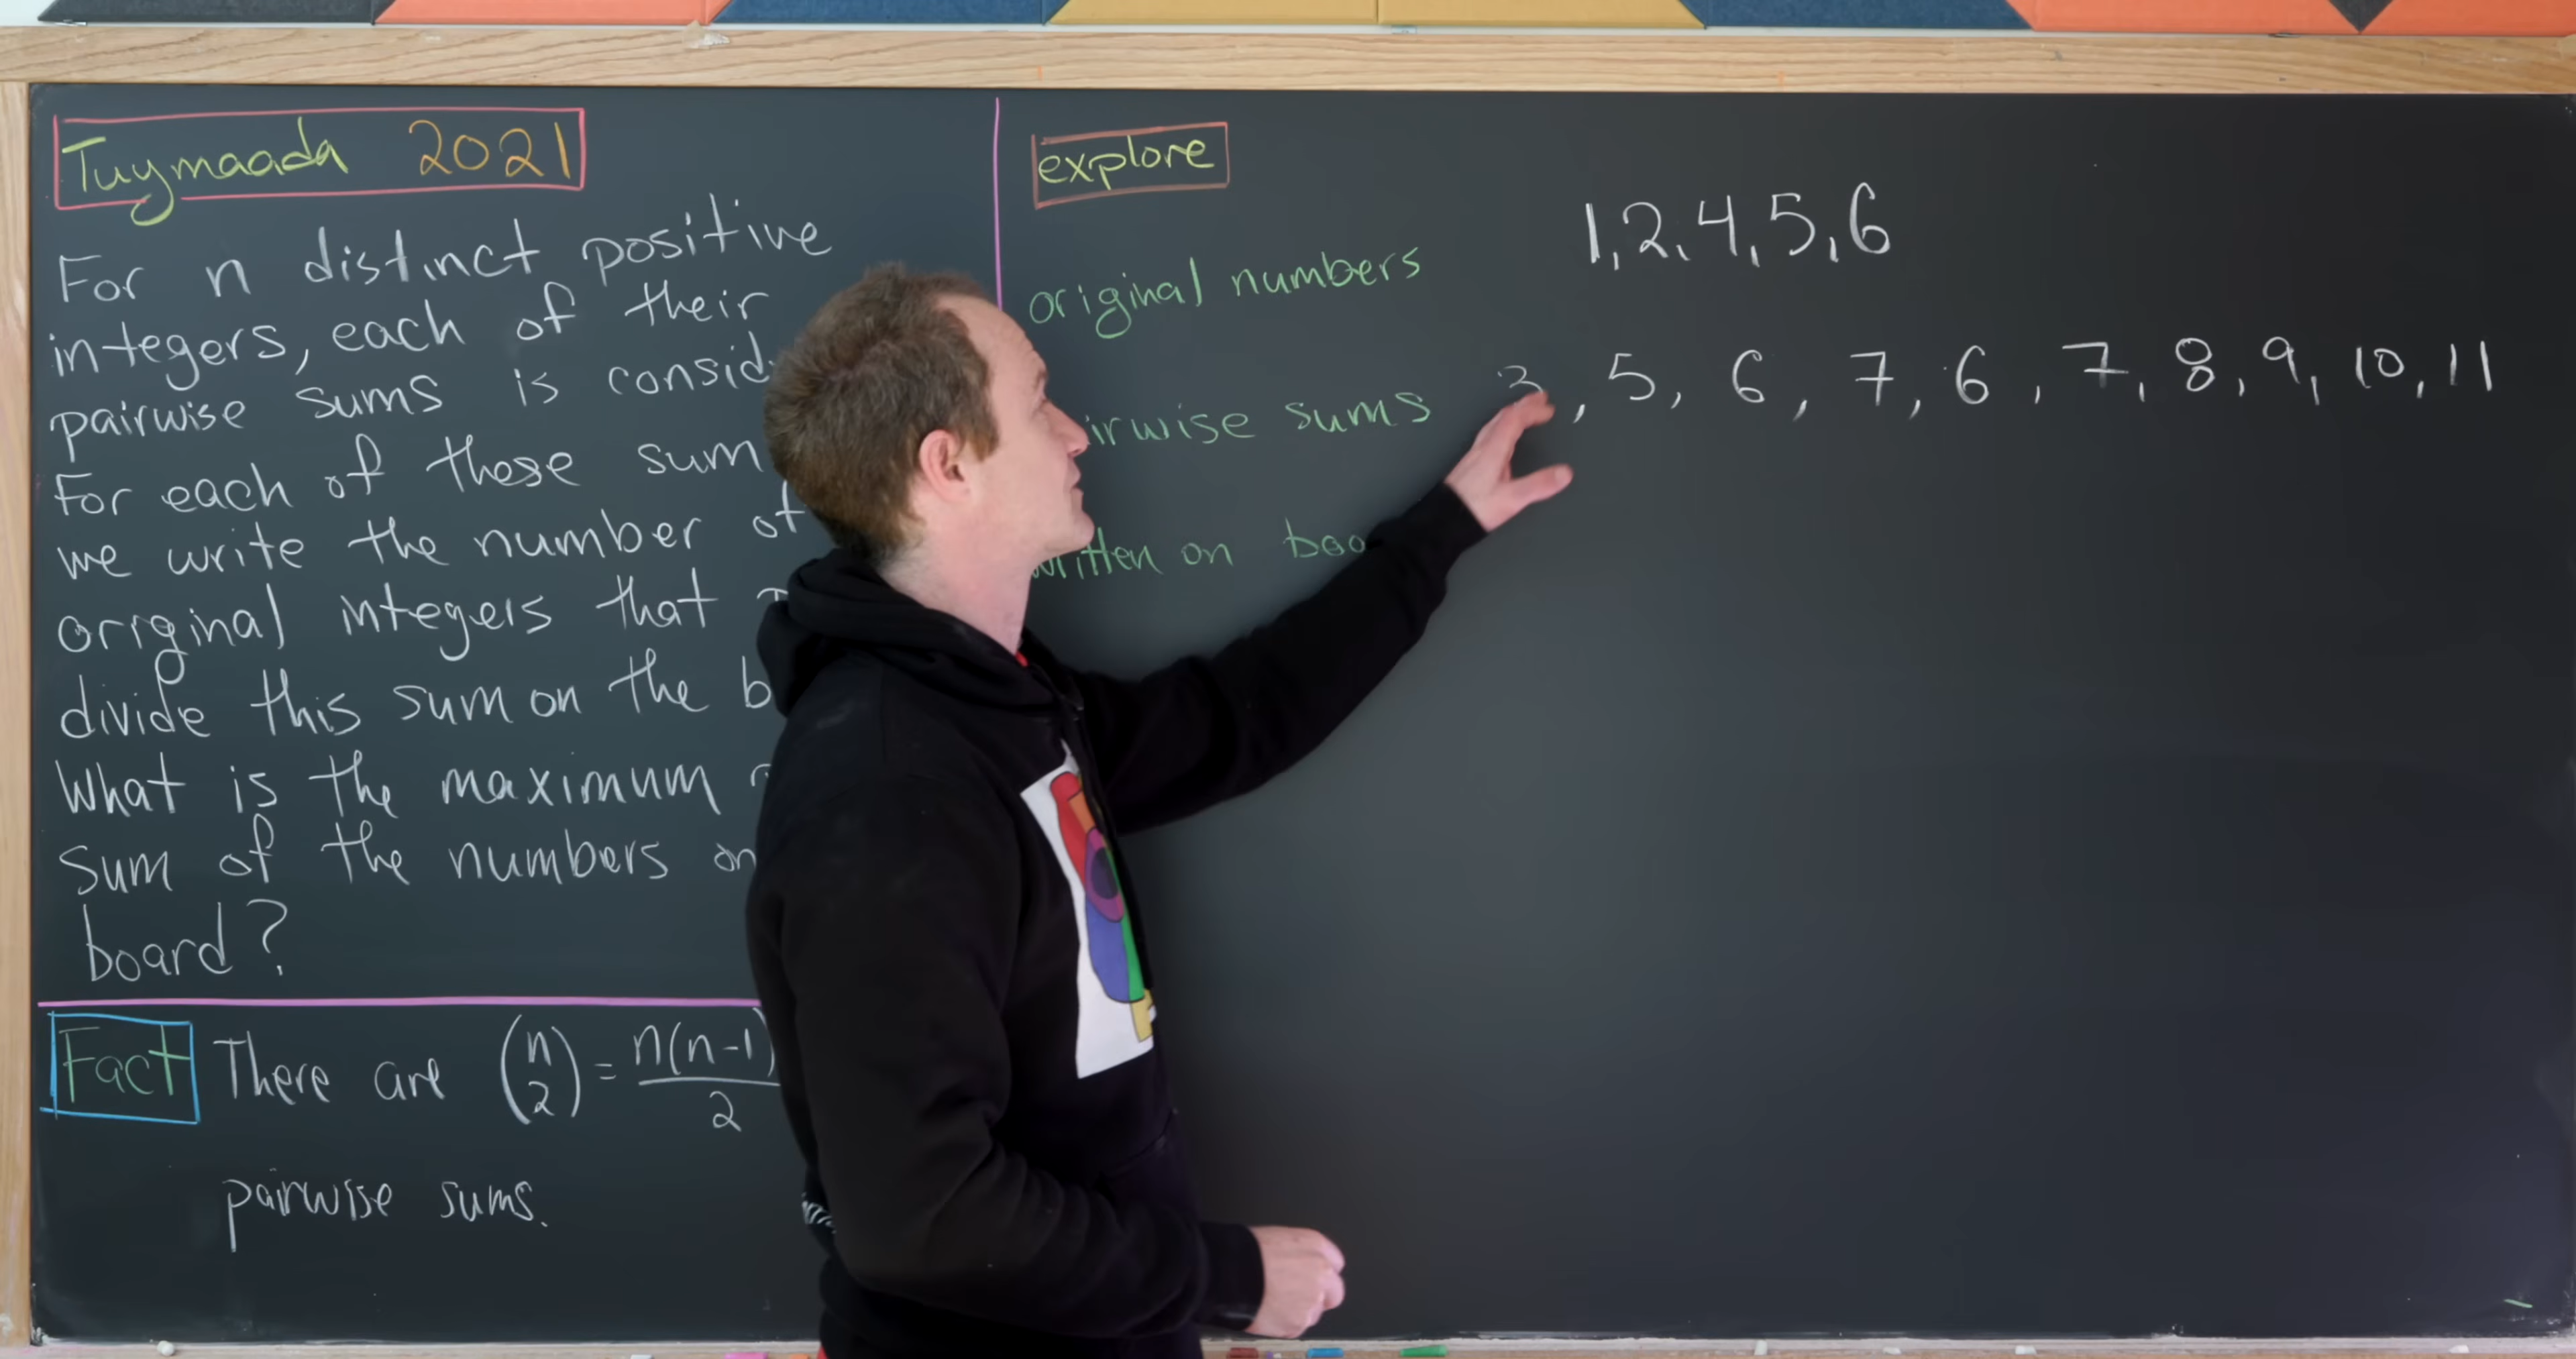 Tuymaada 2021
For n distinct positive
integers, each of their
pairwise sums is
For each of these
we write the number of
original integers that
divide this sum on the
What is the maximum
sum of the numbers on
board?
Fact There are (n 2) = n(n-1) 2
pairwise sums.
explore
original numbers 1, 2, 4, 5, 6
sums 3, 5, 6, 7, 6, 7, 8, 9, 10, 11
written on